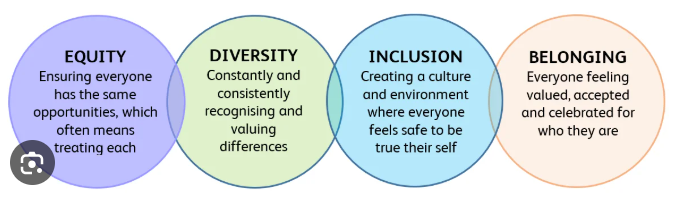 EQUITY
Ensuring everyone
has the same
opportunities, which
often means
treating each
DIVERSITY
Constantly and
consistently
recognising and
valuing
differences
INCLUSION
Creating a culture
and environment
where everyone
feels safe to be
true their self
BELONGING
Everyone feeling
valued, accepted
and celebrated for
who they are